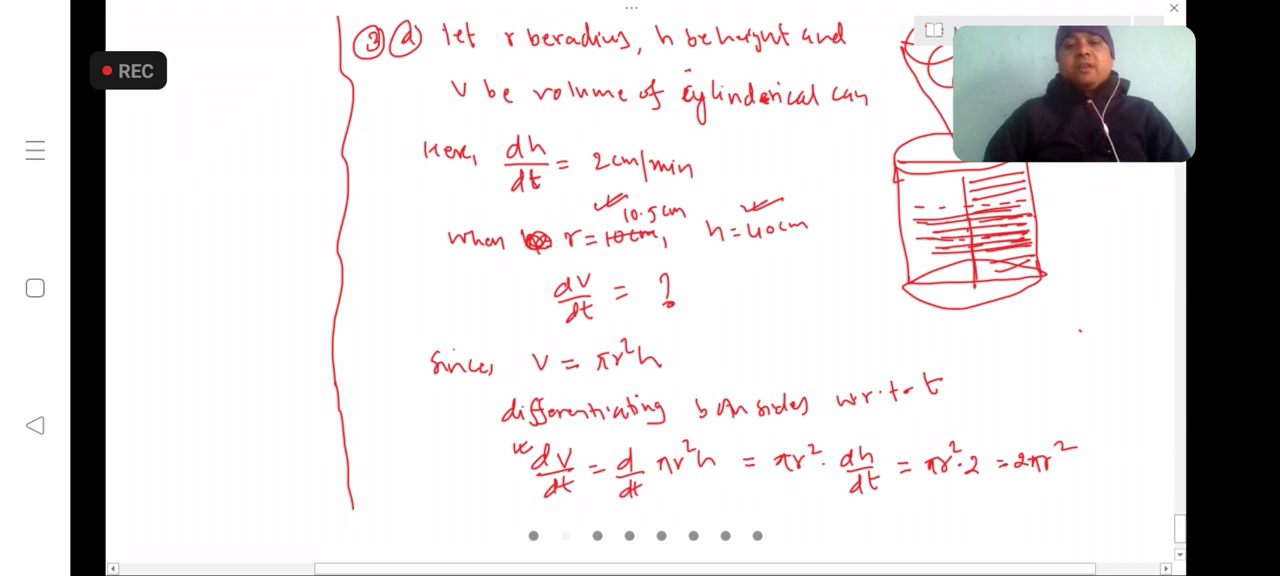 REC
③ ⓐ let r be radius, h be height and
V be volume of cylinderical can
Here, dh/dt = 2cm/min
10.5cm
when r = 10cm, h = 40cm
dV/dt = ?
Since, V = πr²h
differentiating both sides w.r.to t
dV/dt = d/dt πr²h = πr² · dh/dt = πr² · 2 = 2πr²